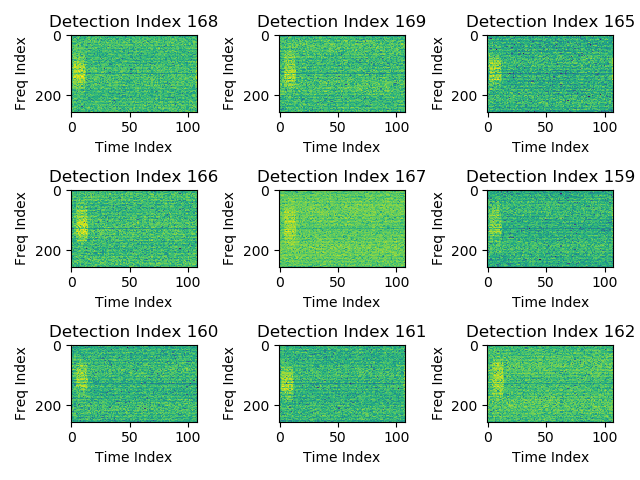 Detection Index 168
Detection Index 169
Detection Index 165
0
200
Freq Index
0 50 100
Time Index
0
200
Freq Index
0 50 100
Time Index
0
200
Freq Index
0 50 100
Time Index
Detection Index 166
Detection Index 167
Detection Index 159
0
200
Freq Index
0 50 100
Time Index
0
200
Freq Index
0 50 100
Time Index
0
200
Freq Index
0 50 100
Time Index
Detection Index 160
Detection Index 161
Detection Index 162
0
200
Freq Index
0 50 100
Time Index
0
200
Freq Index
0 50 100
Time Index
0
200
Freq Index
0 50 100
Time Index